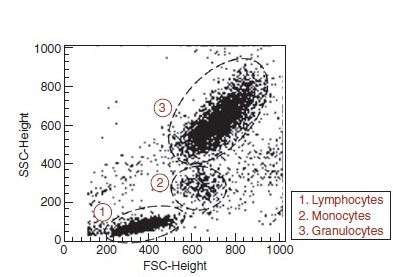 1000
800
600
400
200
0
SSC-Height
3
2
1
0 200 400 600 800 1000
FSC-Height
1. Lymphocytes
2. Monocytes
3. Granulocytes